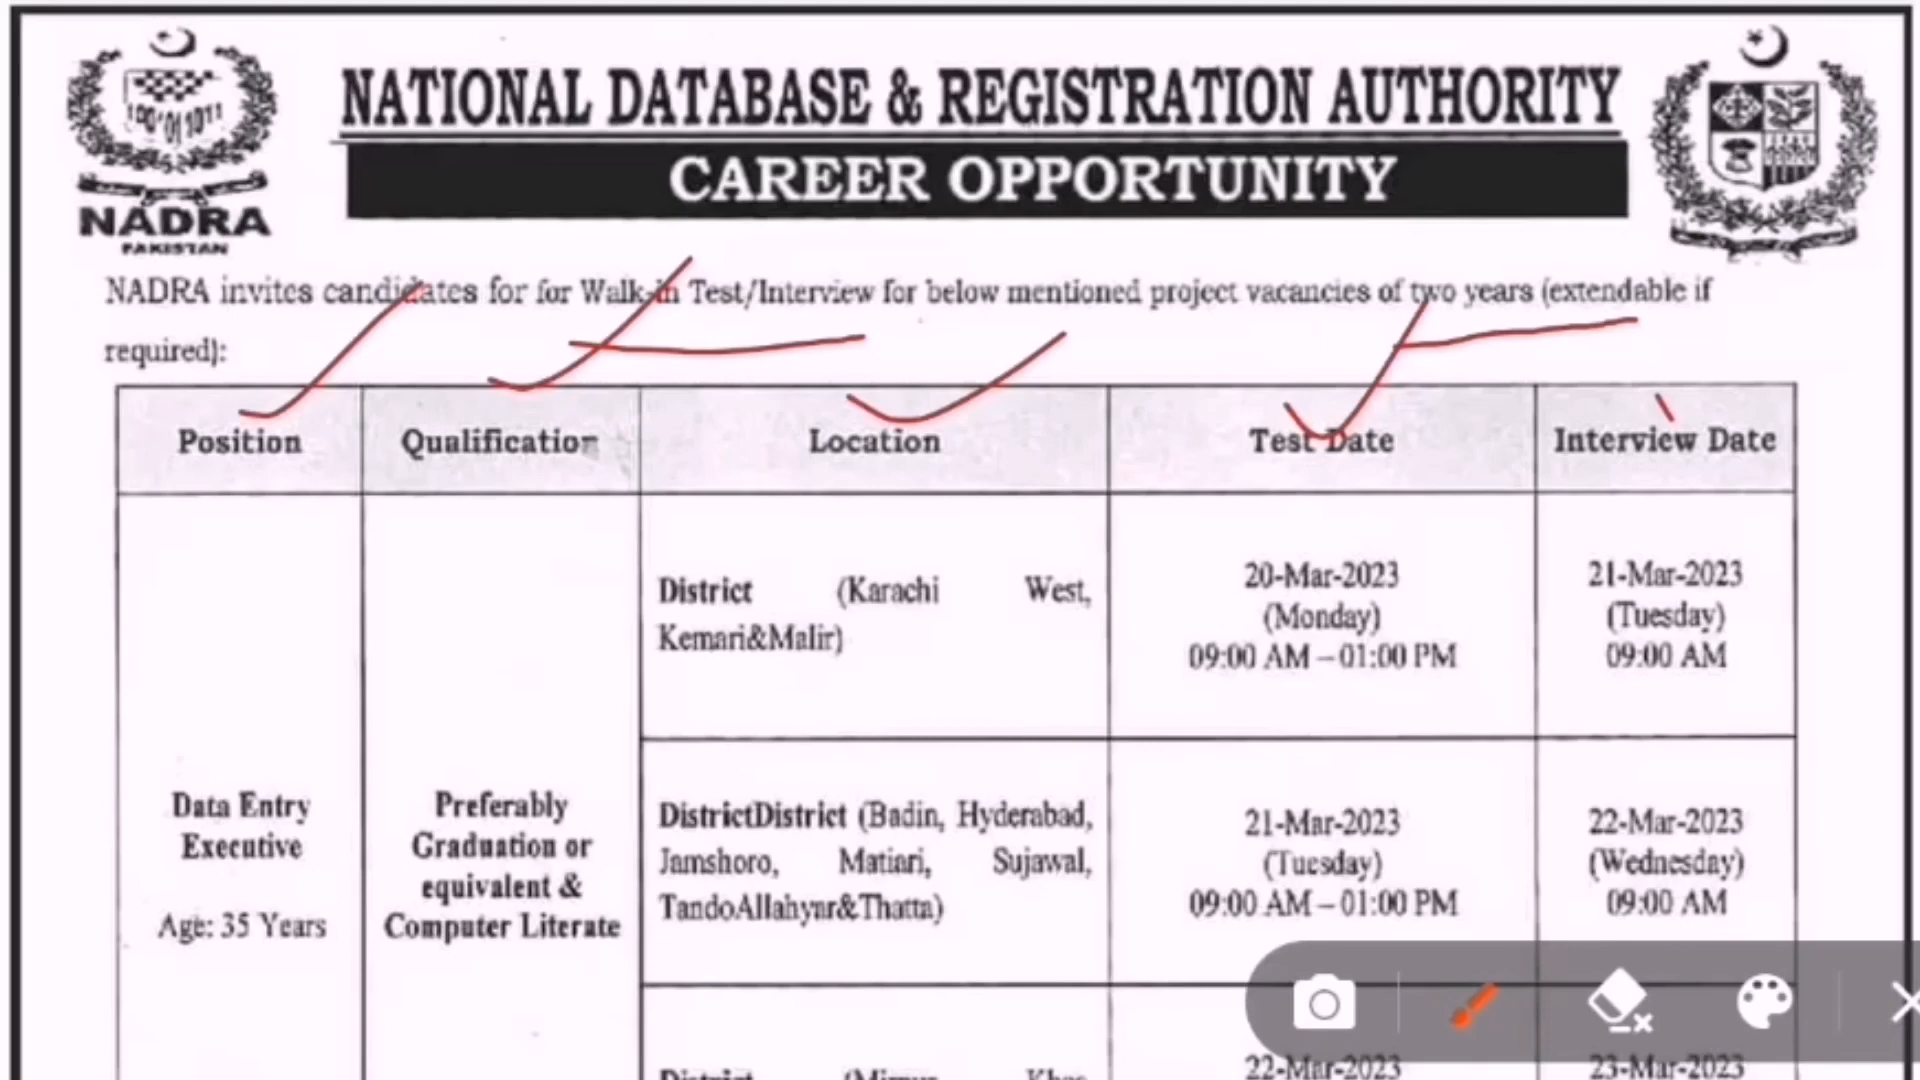 NATIONAL DATABASE & REGISTRATION AUTHORITY
CAREER OPPORTUNITY
NADRA
PAKISTAN
NADRA invites candidates for for Walk-in Test/Interview for below mentioned project vacancies of two years (extendable if
required):
Position Qualification Location Test Date Interview Date
Data Entry
Executive
Age: 35 Years
Preferably
Graduation or
equivalent &
Computer Literate
District (Karachi West,
Kemari&Malir)
20-Mar-2023
(Monday)
09:00 AM – 01:00 PM
21-Mar-2023
(Tuesday)
09:00 AM
DistrictDistrict (Badin, Hyderabad,
Jamshoro, Matiari, Sujawal,
TandoAllahyar&Thatta)
21-Mar-2023
(Tuesday)
09:00 AM – 01:00 PM
22-Mar-2023
(Wednesday)
09:00 AM
District (Mirpur Khas,
22-Mar-2023
23-Mar-2023